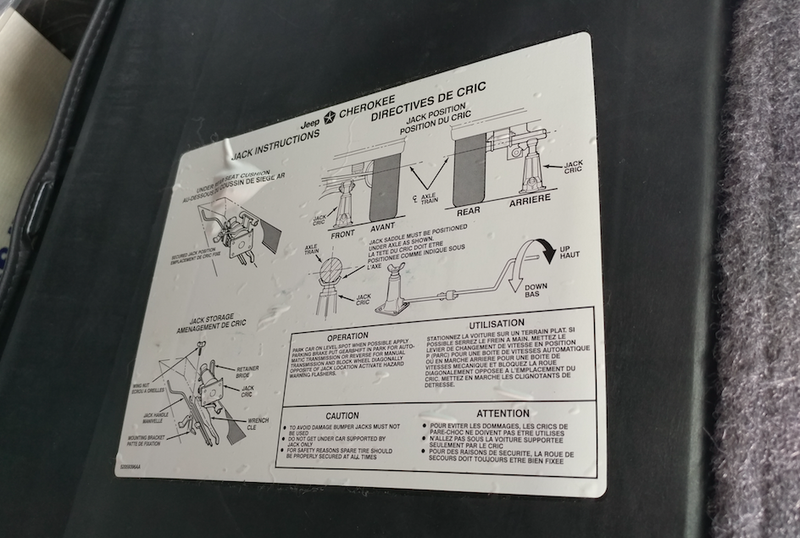 Jeep CHEROKEE
JACK INSTRUCTIONS
DIRECTIVES DE CRIC
UNDER SEAT CUSHION
AU-DESSOUS COUSSIN DE SIEGE AR
SECURED JACK POSITION
EMPLACEMENT DE CRIC FIXE
JACK POSITION
POSITION DU CRIC
JACK
CRIC
FRONT AVANT
℄ AXLE
TRAIN
REAR ARRIERE
JACK
CRIC
AXLE
TRAIN
JACK SADDLE MUST BE POSITIONED
UNDER AXLE AS SHOWN.
LA TETE DU CRIC DOIT ETRE
POSITIONEE COMME INDIQUE SOUS
L'AXE
JACK
CRIC
UP
HAUT
DOWN
BAS
JACK STORAGE
AMENAGEMENT DE CRIC
RETAINER
BRIDE
JACK
CRIC
WING NUT
ECROU A OREILLES
JACK HANDLE
MANIVELLE
WRENCH
CLE
MOUNTING BRACKET
PATTE DE FIXATION
OPERATION
PARK CAR ON LEVEL SPOT WHEN POSSIBLE APPLY
PARKING BRAKE PUT GEARSHIFT IN PARK FOR AUTO-
MATIC TRANSMISSION OR REVERSE FOR MANUAL
TRANSMISSION AND BLOCK WHEEL DIAGONALLY
OPPOSITE OF JACK LOCATION ACTIVATE HAZARD
WARNING FLASHERS.
UTILISATION
STATIONNEZ LA VOITURE SUR UN TERRAIN PLAT. SI
POSSIBLE SERREZ LE FREIN A MAIN. METTEZ LE
LEVIER DE CHANGEMENT DE VITESSE EN POSITION
P (PARC) POUR UNE BOITE DE VITESSES AUTOMATIQUE
OU EN MARCHE ARRIERE POUR UNE BOITE DE
VITESSES MECANIQUE ET BLOQUEZ LA ROUE
DIAGONALEMENT OPPOSEE A L'EMPLACEMENT DU
CRIC. METTEZ EN MARCHE LES CLIGNOTANTS DE
DETRESSE.
CAUTION
● TO AVOID DAMAGE BUMPER JACKS MUST NOT
BE USED
● DO NOT GET UNDER CAR SUPPORTED BY
JACK ONLY
● FOR SAFETY REASONS SPARE TIRE SHOULD
BE PROPERLY SECURED AT ALL TIMES
ATTENTION
● POUR EVITER LES DOMMAGES, LES CRICS DE
PARE-CHOC NE DOIVENT PAS ETRE UTILISES
● N'ALLEZ PAS SOUS LA VOITURE SUPPORTEE
SEULEMENT PAR LE CRIC
● POUR DES RAISONS DE SECURITE, LA ROUE DE
SECOURS DOIT TOUJOURS ETRE BIEN FIXEE